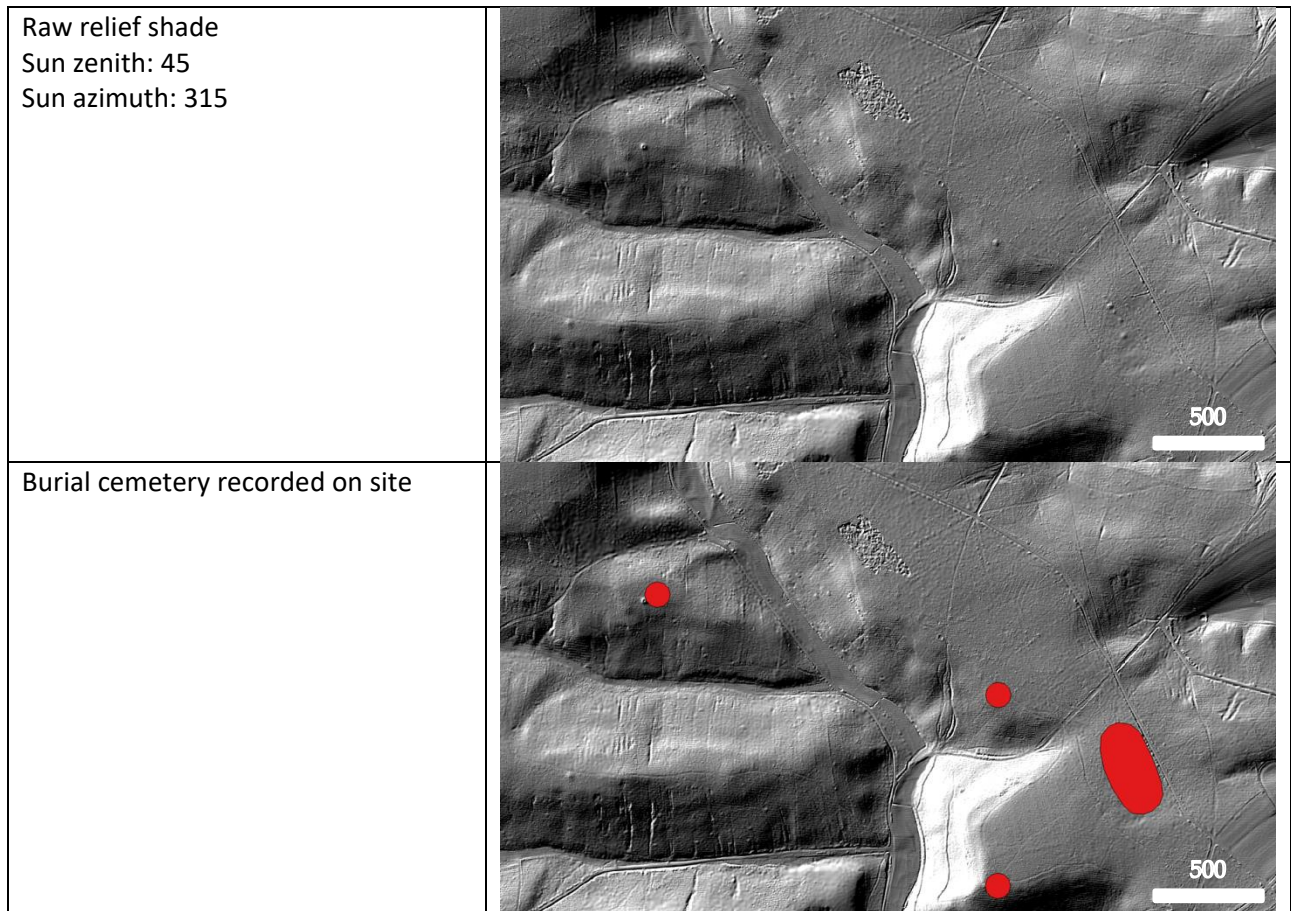 Raw relief shade
Sun zenith: 45
Sun azimuth: 315
500
Burial cemetery recorded on site
500